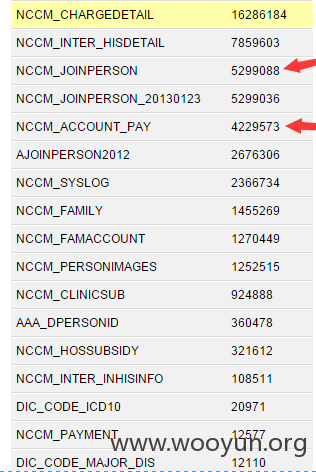 NCCM_CHARGEDETAIL 16286184
NCCM_INTER_HISDETAIL 7859603
NCCM_JOINPERSON 5299088
NCCM_JOINPERSON_20130123 5299036
NCCM_ACCOUNT_PAY 4229573
AJOINPERSON2012 2676306
NCCM_SYSLOG 2366734
NCCM_FAMILY 1455269
NCCM_FAMACCOUNT 1270449
NCCM_PERSONIMAGES 1252515
NCCM_CLINICSUB 924888
AAA_DPERSONID 360478
NCCM_HOSSUBSIDY 321612
NCCM_INTER_INHISINFO 108511
DIC_CODE_ICD10 20971
NCCM_PAYMENT 12577
www.wooyun.org
DIC_CODE_MAJOR_DIS 12110